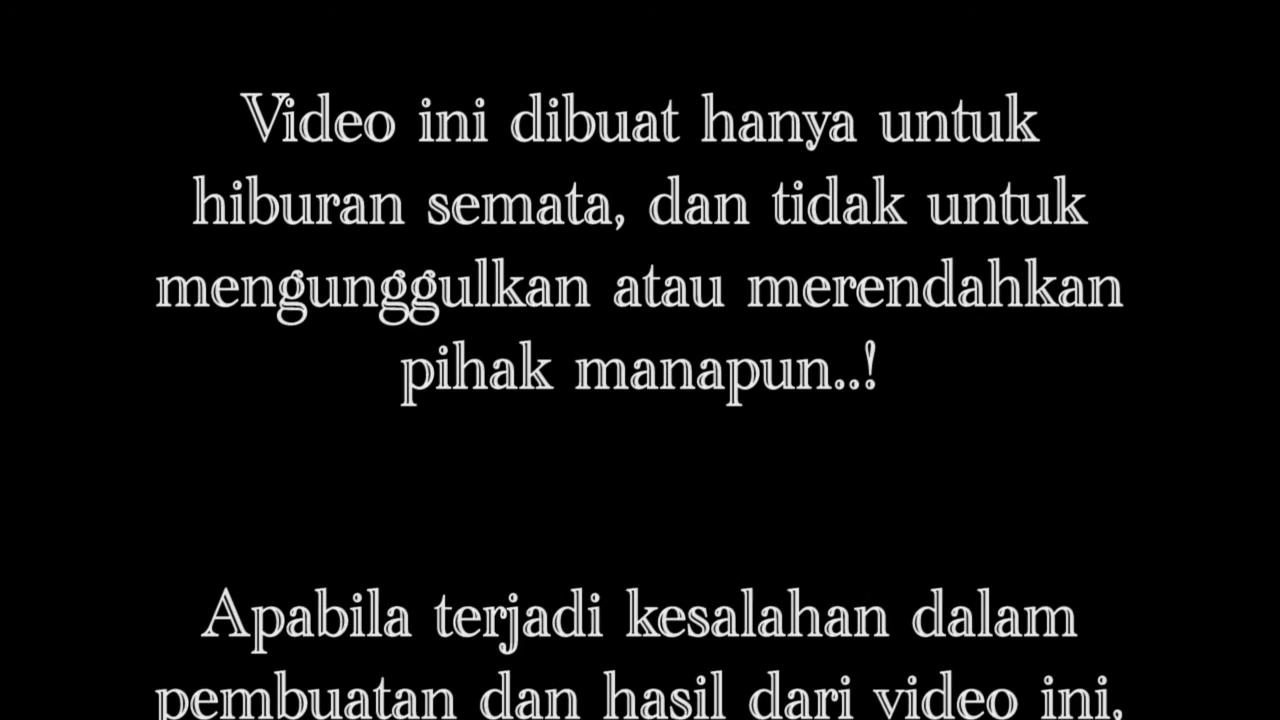 Video ini dibuat hanya untuk
hiburan semata, dan tidak untuk
mengunggulkan atau merendahkan
pihak manapun..!
Apabila terjadi kesalahan dalam
pembuatan dan hasil dari video ini,